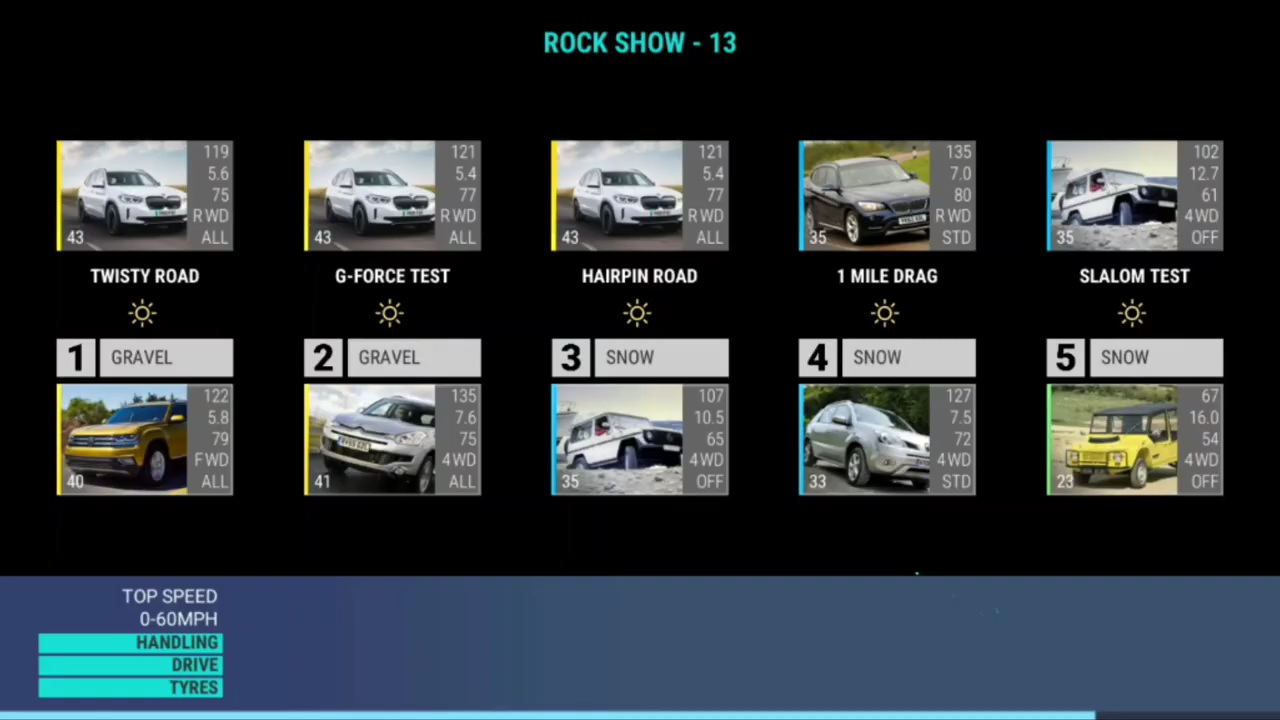 ROCK SHOW - 13
119
5.6
75
RWD
ALL
43
121
5.4
77
RWD
ALL
43
121
5.4
77
RWD
ALL
43
135
7.0
80
RWD
STD
35
102
12.7
61
4WD
OFF
35
TWISTY ROAD
G-FORCE TEST
HAIRPIN ROAD
1 MILE DRAG
SLALOM TEST
1 GRAVEL
2 GRAVEL
3 SNOW
4 SNOW
5 SNOW
122
5.8
79
FWD
ALL
40
135
7.6
75
4WD
ALL
41
107
10.5
65
4WD
OFF
35
127
7.5
72
4WD
STD
33
67
16.0
54
4WD
OFF
23
TOP SPEED
0-60MPH
HANDLING
DRIVE
TYRES